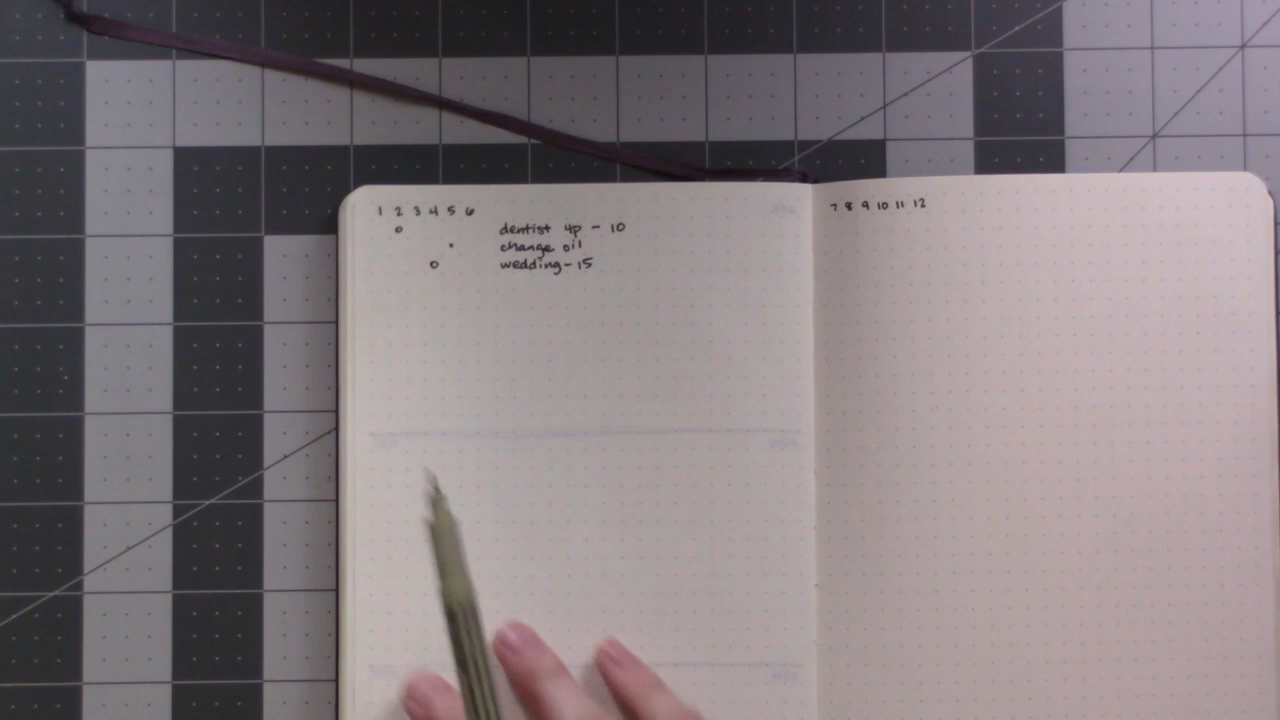 1 2 3 4 5 6
o dentist 4p - 10
• change oil
o wedding - 15
7 8 9 10 11 12